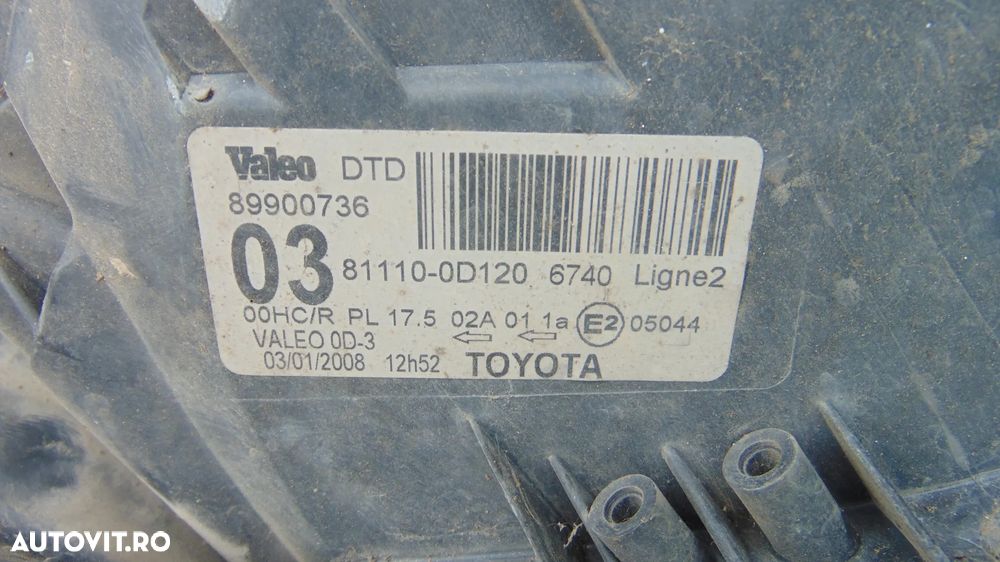 Valeo DTD
89900736
03 81110-0D120 6740 Ligne2
00HC/R PL 17.5 02A 01 1a E2 05044
VALEO 0D-3
03/01/2008 12h52 TOYOTA
AUTOVIT.RO